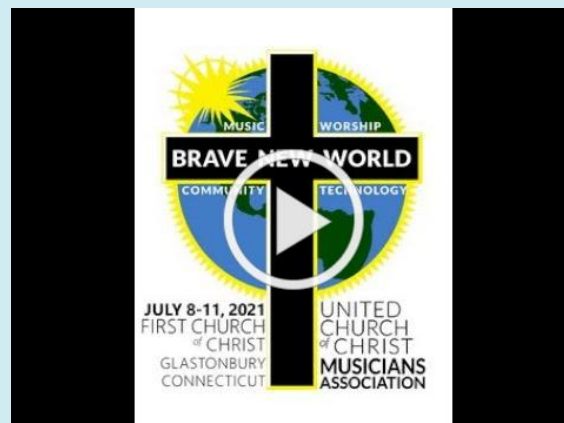 MUSIC WORSHIP
BRAVE NEW WORLD
COMMUNITY TECHNOLOGY
JULY 8-11, 2021
FIRST CHURCH
of CHRIST
GLASTONBURY
CONNECTICUT
UNITED
CHURCH
of CHRIST
MUSICIANS
ASSOCIATION